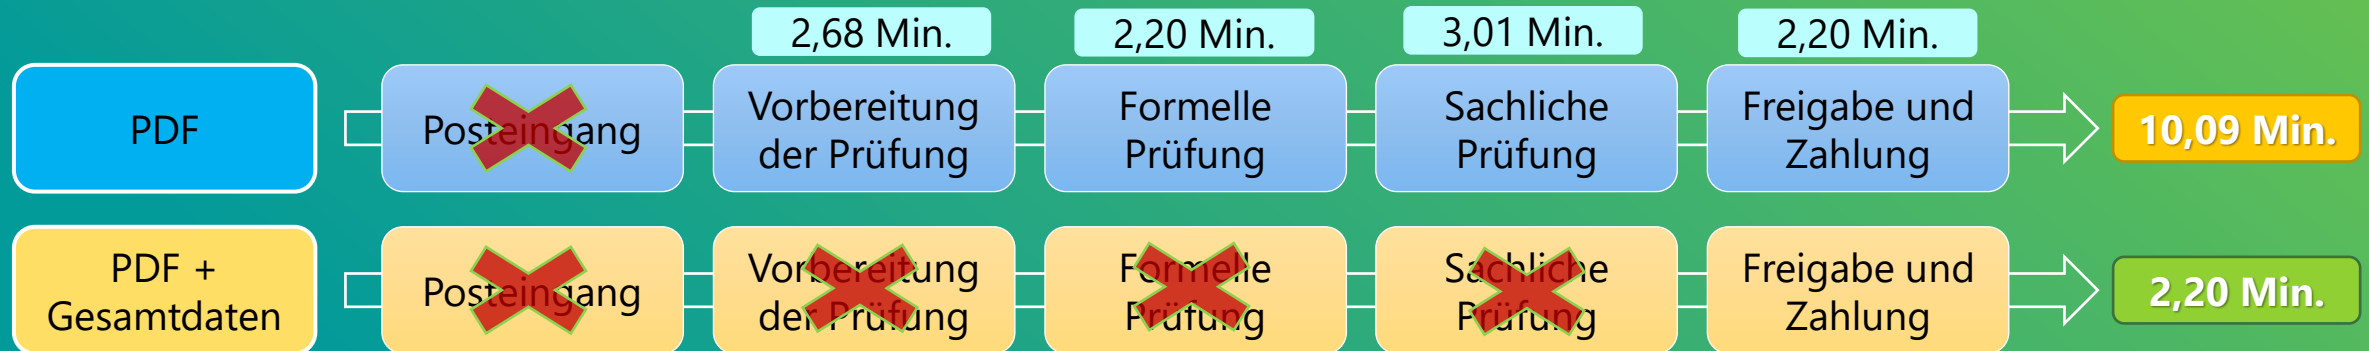 2,68 Min. 2,20 Min. 3,01 Min. 2,20 Min.
PDF
Posteingang
Vorbereitung
der Prüfung
Formelle
Prüfung
Sachliche
Prüfung
Freigabe und
Zahlung
10,09 Min.
PDF +
Gesamtdaten
Posteingang
Vorbereitung
der Prüfung
Formelle
Prüfung
Sachliche
Prüfung
Freigabe und
Zahlung
2,20 Min.